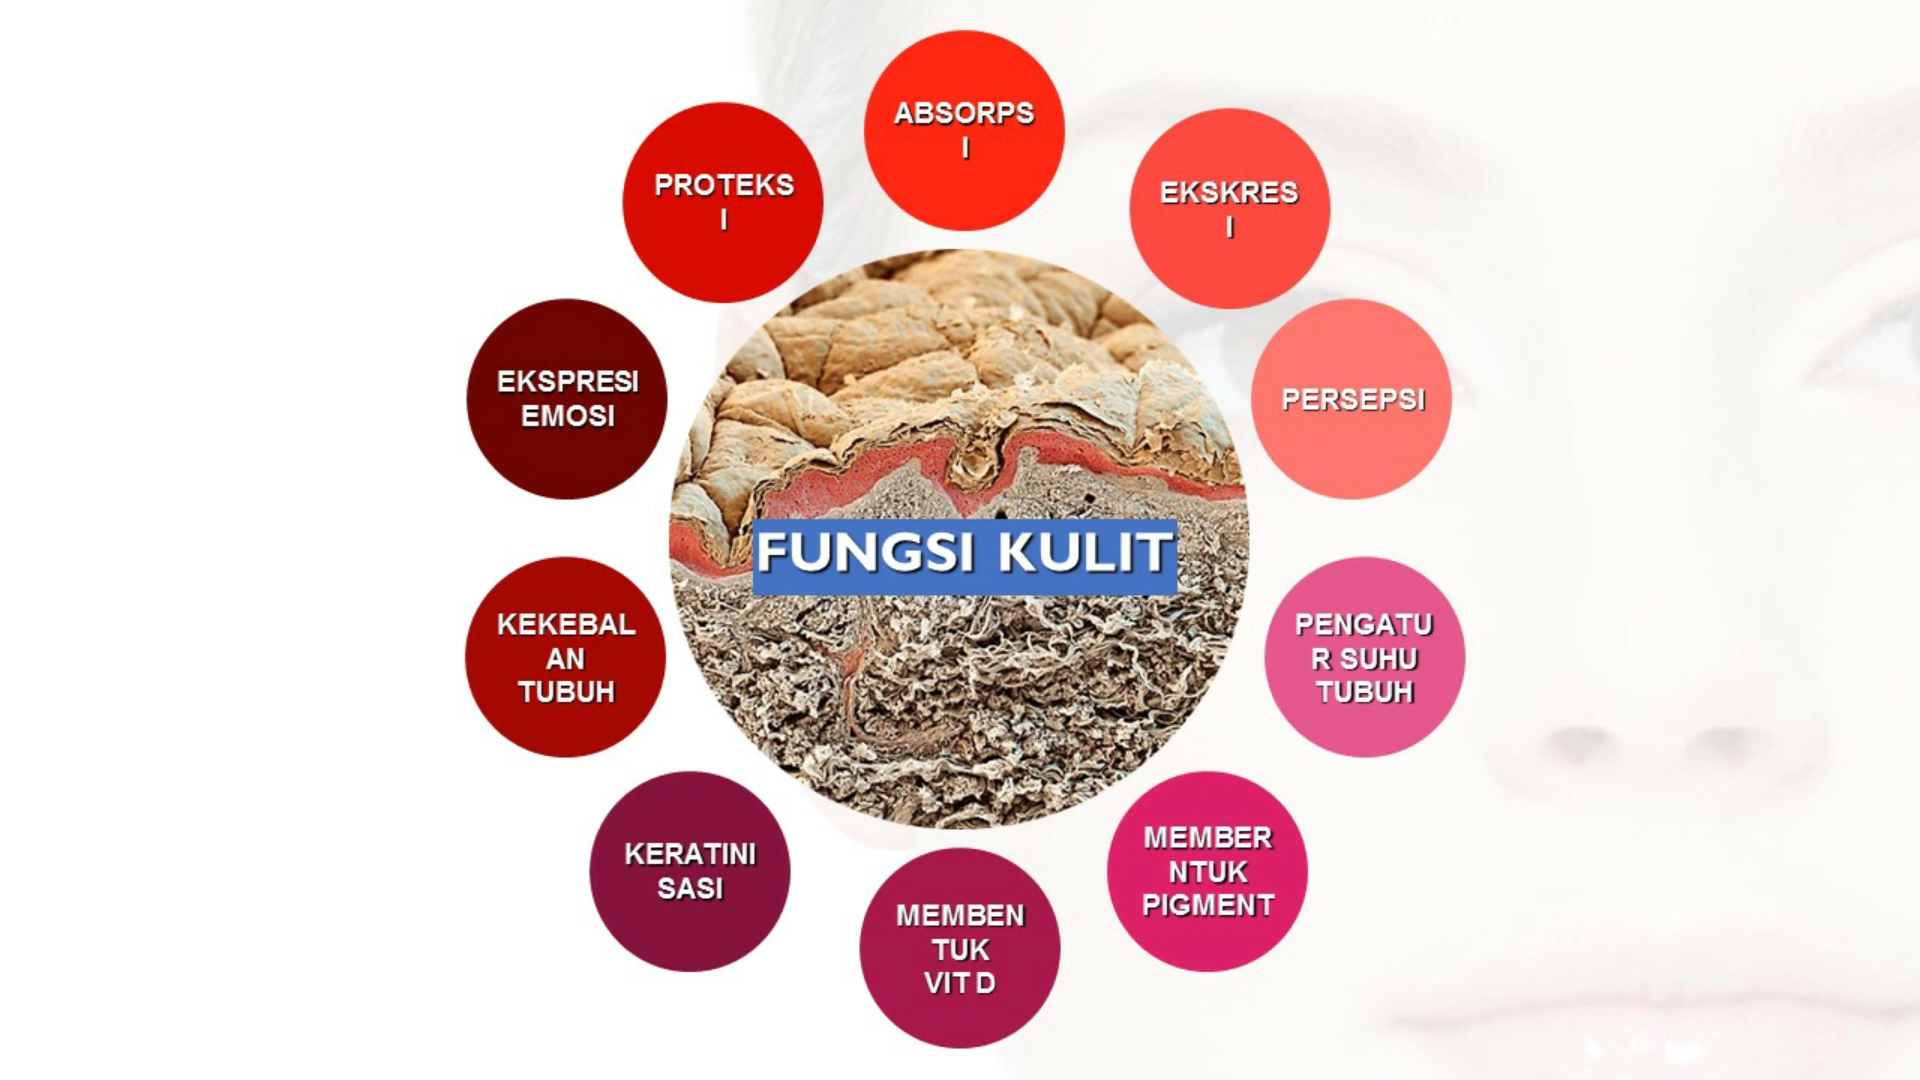 ABSORPS
I
EKSKRES
I
PERSEPSI
PENGATU
R SUHU
TUBUH
MEMBER
NTUK
PIGMENT
MEMBEN
TUK
VIT D
KERATINI
SASI
KEKEBAL
AN
TUBUH
EKSPRESI
EMOSI
PROTEKS
I
FUNGSI KULIT